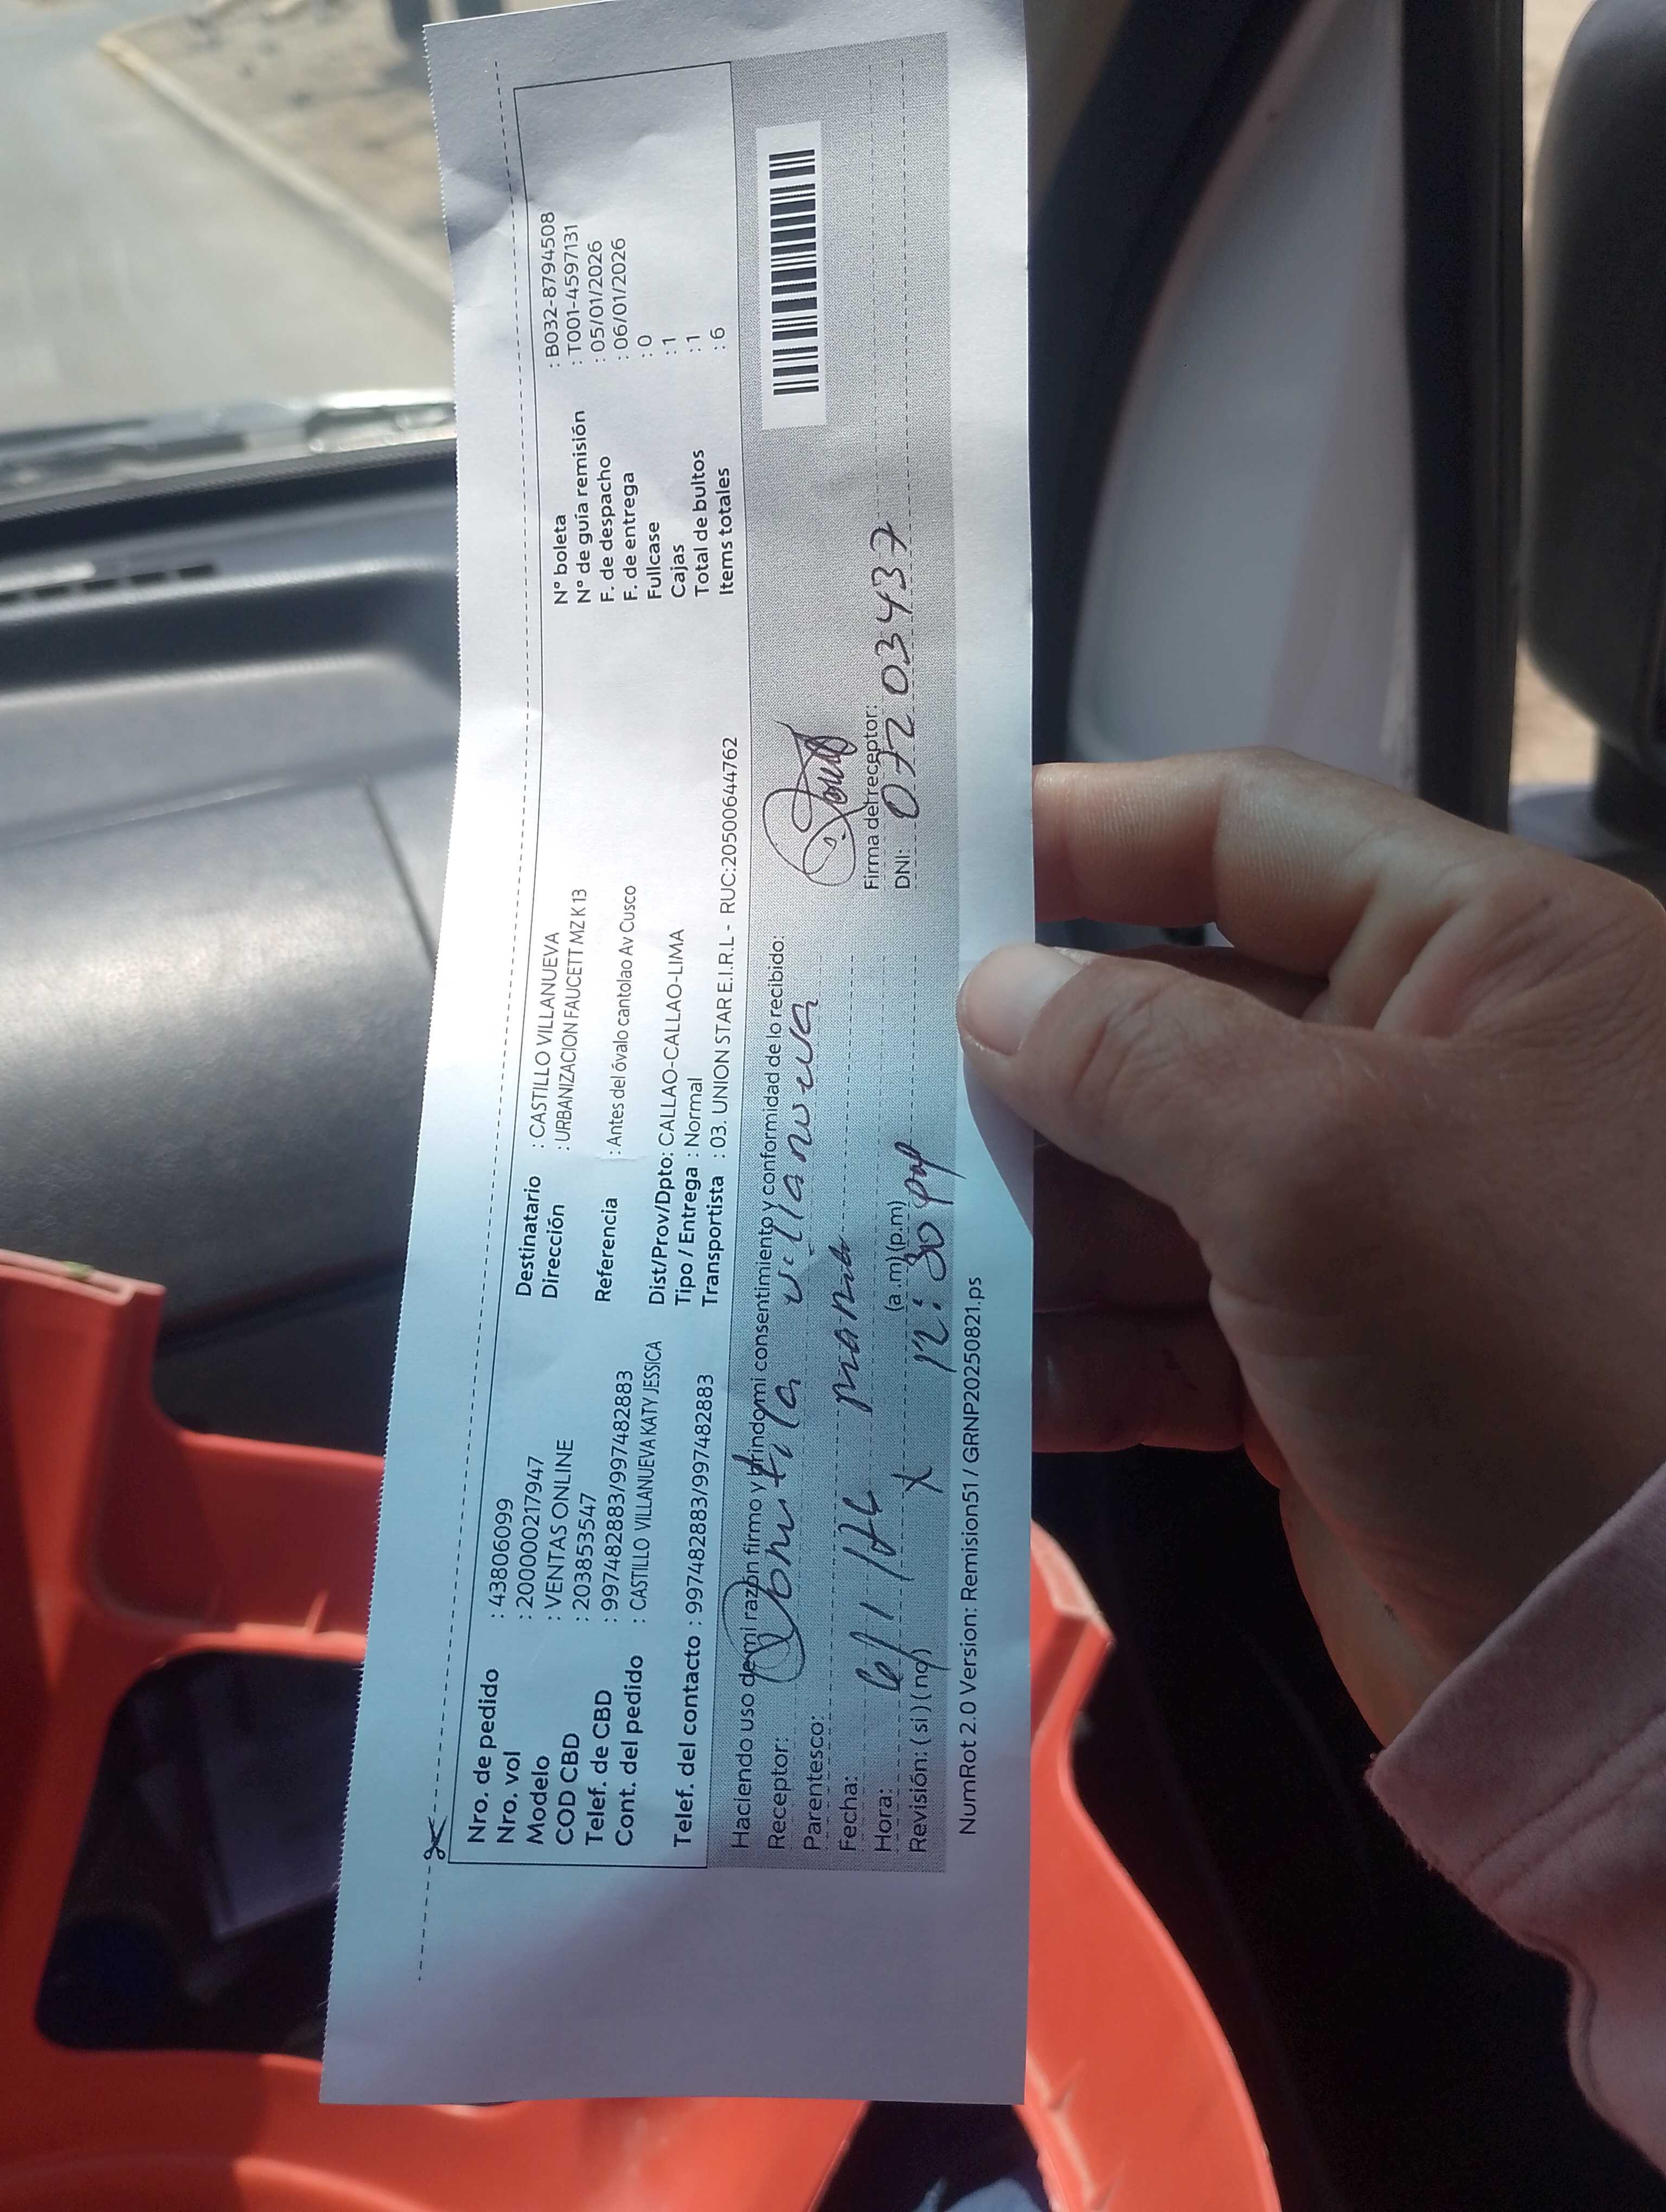 Nro. de pedido : 43806099
Nro. vol : 2000000217947
Modelo : VENTAS ONLINE
COD CBD : 203853547
Telef. de CBD : 997482883/997482883
Cont. del pedido : CASTILLO VILLANUEVA KATY JESSICA
Telef. del contacto : 997482883/997482883
Destinatario : CASTILLO VILLANUEVA
Dirección : URBANIZACION FAUCETT MZ K 13
Referencia : Antes del óvalo cantolao Av Cusco
Dist/Prov/Dpto: CALLAO-CALLAO-LIMA
Tipo / Entrega : Normal
Transportista : 03. UNION STAR E.I.R.L - RUC:20500644762
N° boleta : B032-8794508
N° de guía remisión : T001-4597131
F. de despacho : 05/01/2026
F. de entrega : 06/01/2026
Fullcase : 0
Cajas : 1
Total de bultos : 1
Items totales : 6
Haciendo uso de mi razón firmo y brindo mi consentimiento y conformidad de lo recibido:
Receptor: Domitila villanueva
Parentesco: mamá
Fecha:
Hora: (a.m) (p.m) 12:30 pm
Revisión: ( si ) ( no) X
Firma del receptor:
DNI: 07203437
NumRot 2.0 Version: Remision51 / GRNP20250821.ps